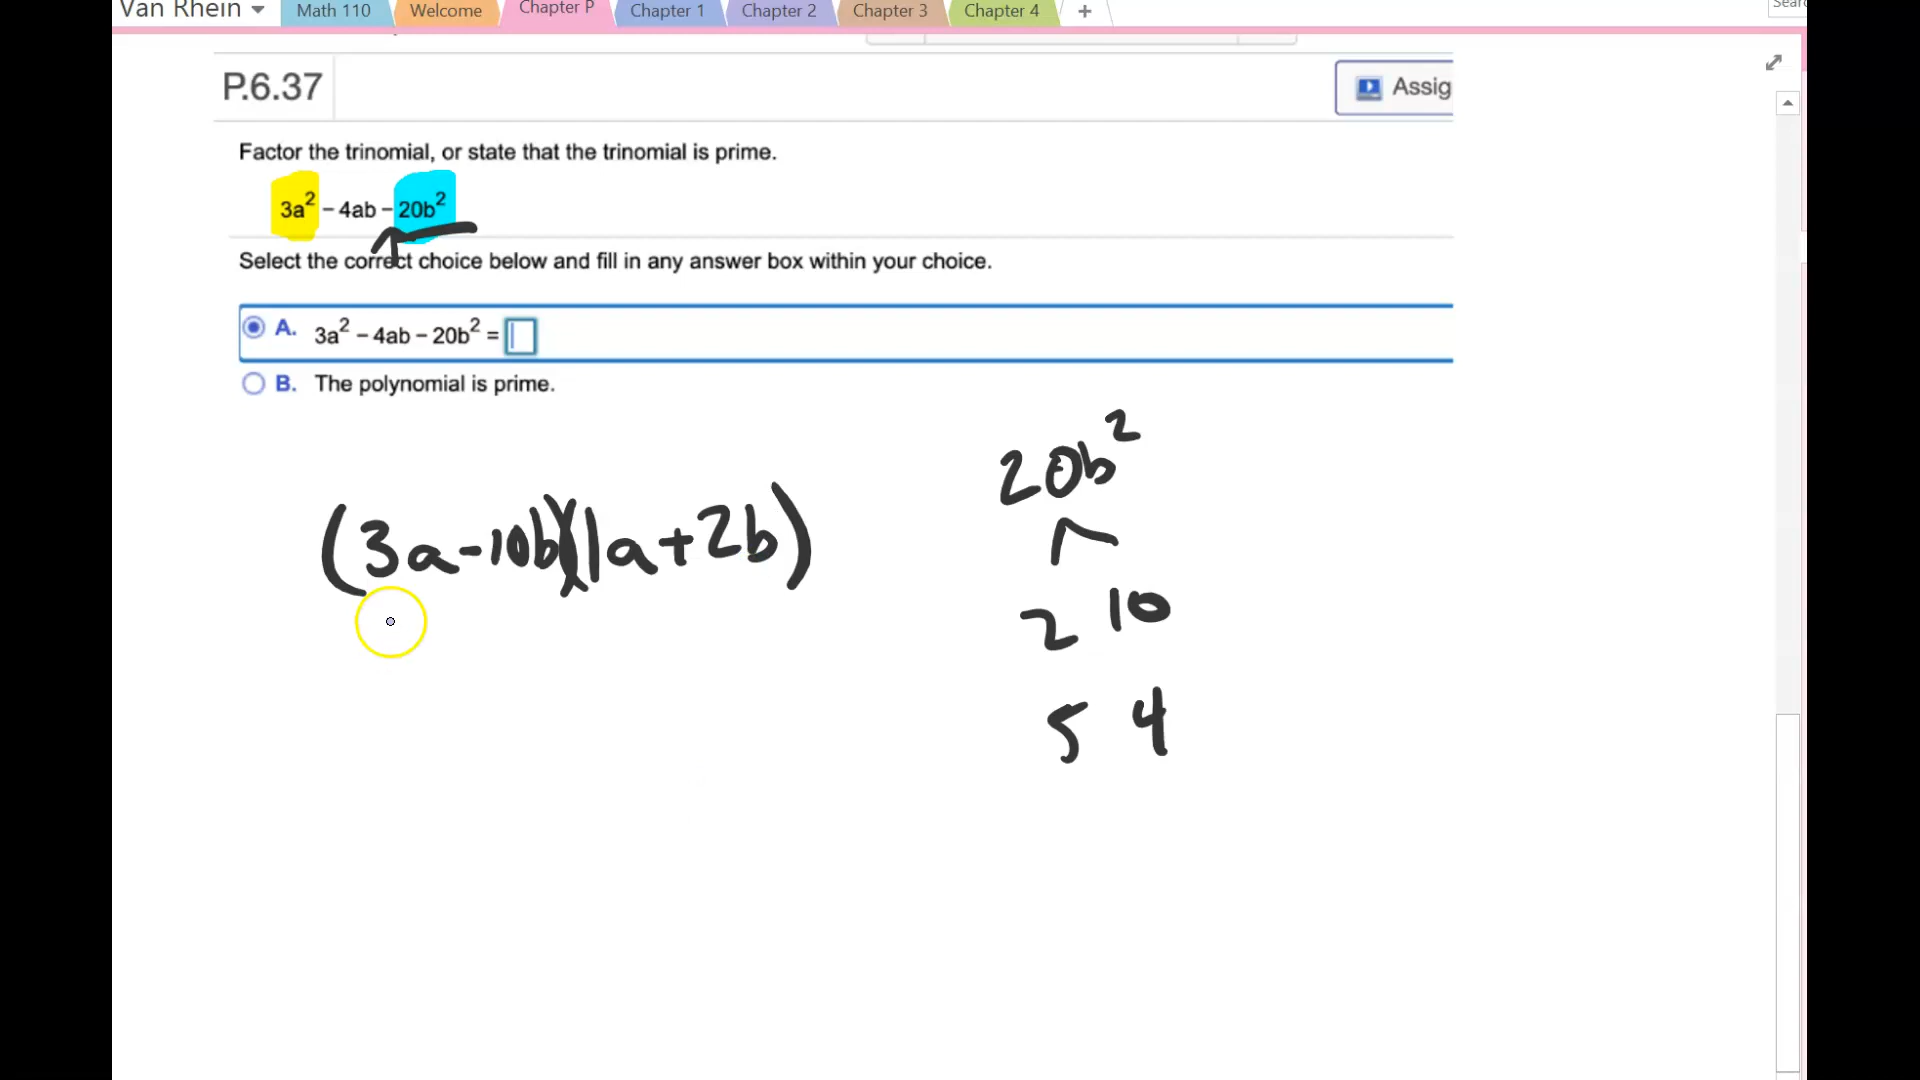 Van Rhein Math 110 Welcome Chapter P Chapter 1 Chapter 2 Chapter 3 Chapter 4 + Sear
P.6.37 Assig
Factor the trinomial, or state that the trinomial is prime.
3a² − 4ab − 20b²
Select the correct choice below and fill in any answer box within your choice.
A. 3a² − 4ab − 20b² =
B. The polynomial is prime.
20b²
(3a-10b)(1a+2b)
2 10
5 4